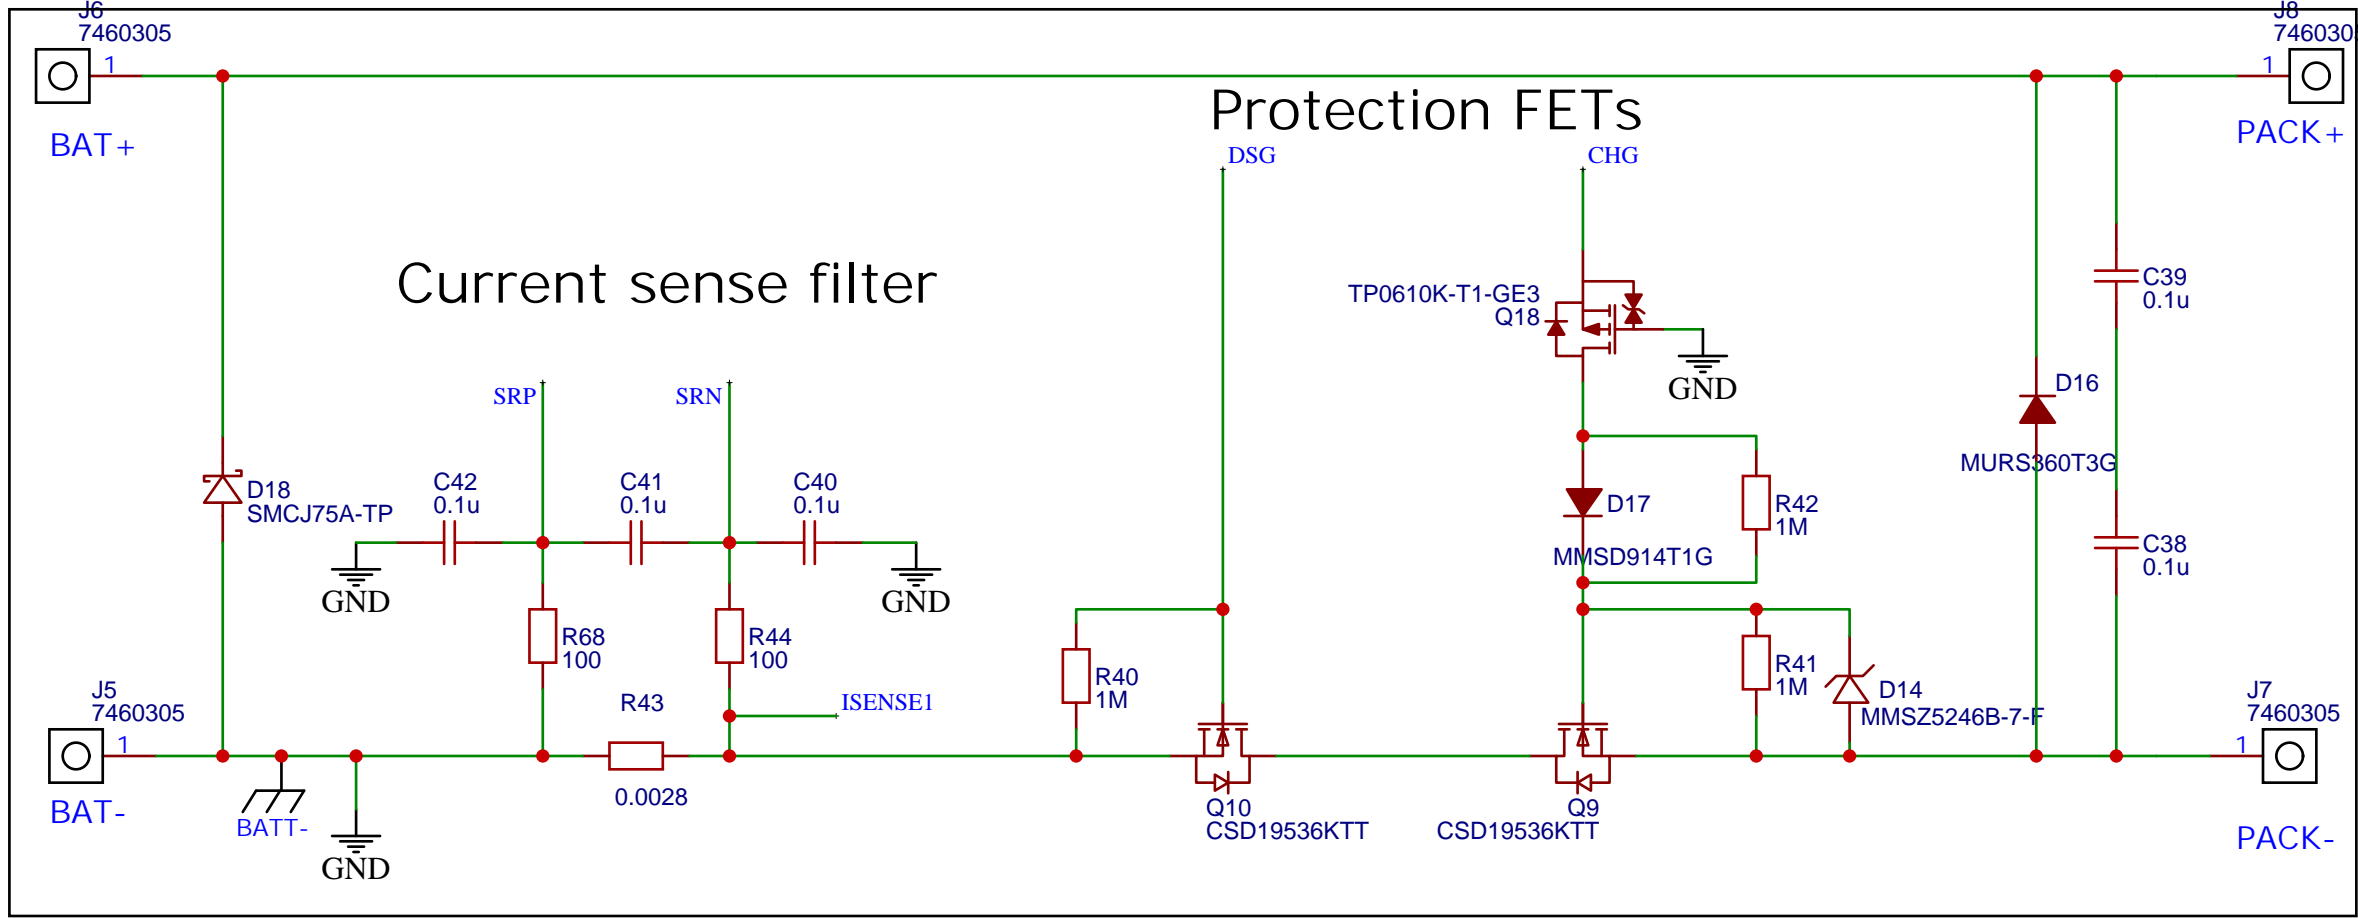 J6
7460305
1
BAT+
J8
746030
1
PACK+
Protection FETs
DSG
CHG
Current sense filter
TP0610K-T1-GE3
Q18
GND
C39
0.1u
D16
MURS360T3G
SRP
SRN
D18
SMCJ75A-TP
C42
0.1u
C41
0.1u
C40
0.1u
D17
MMSD914T1G
R42
1M
C38
0.1u
GND
GND
R68
100
R44
100
R40
1M
R41
1M
D14
MMSZ5246B-7-F
J5
7460305
1
BAT-
R43
0.0028
ISENSE1
J7
7460305
1
PACK-
BATT-
GND
Q10
CSD19536KTT
Q9
CSD19536KTT